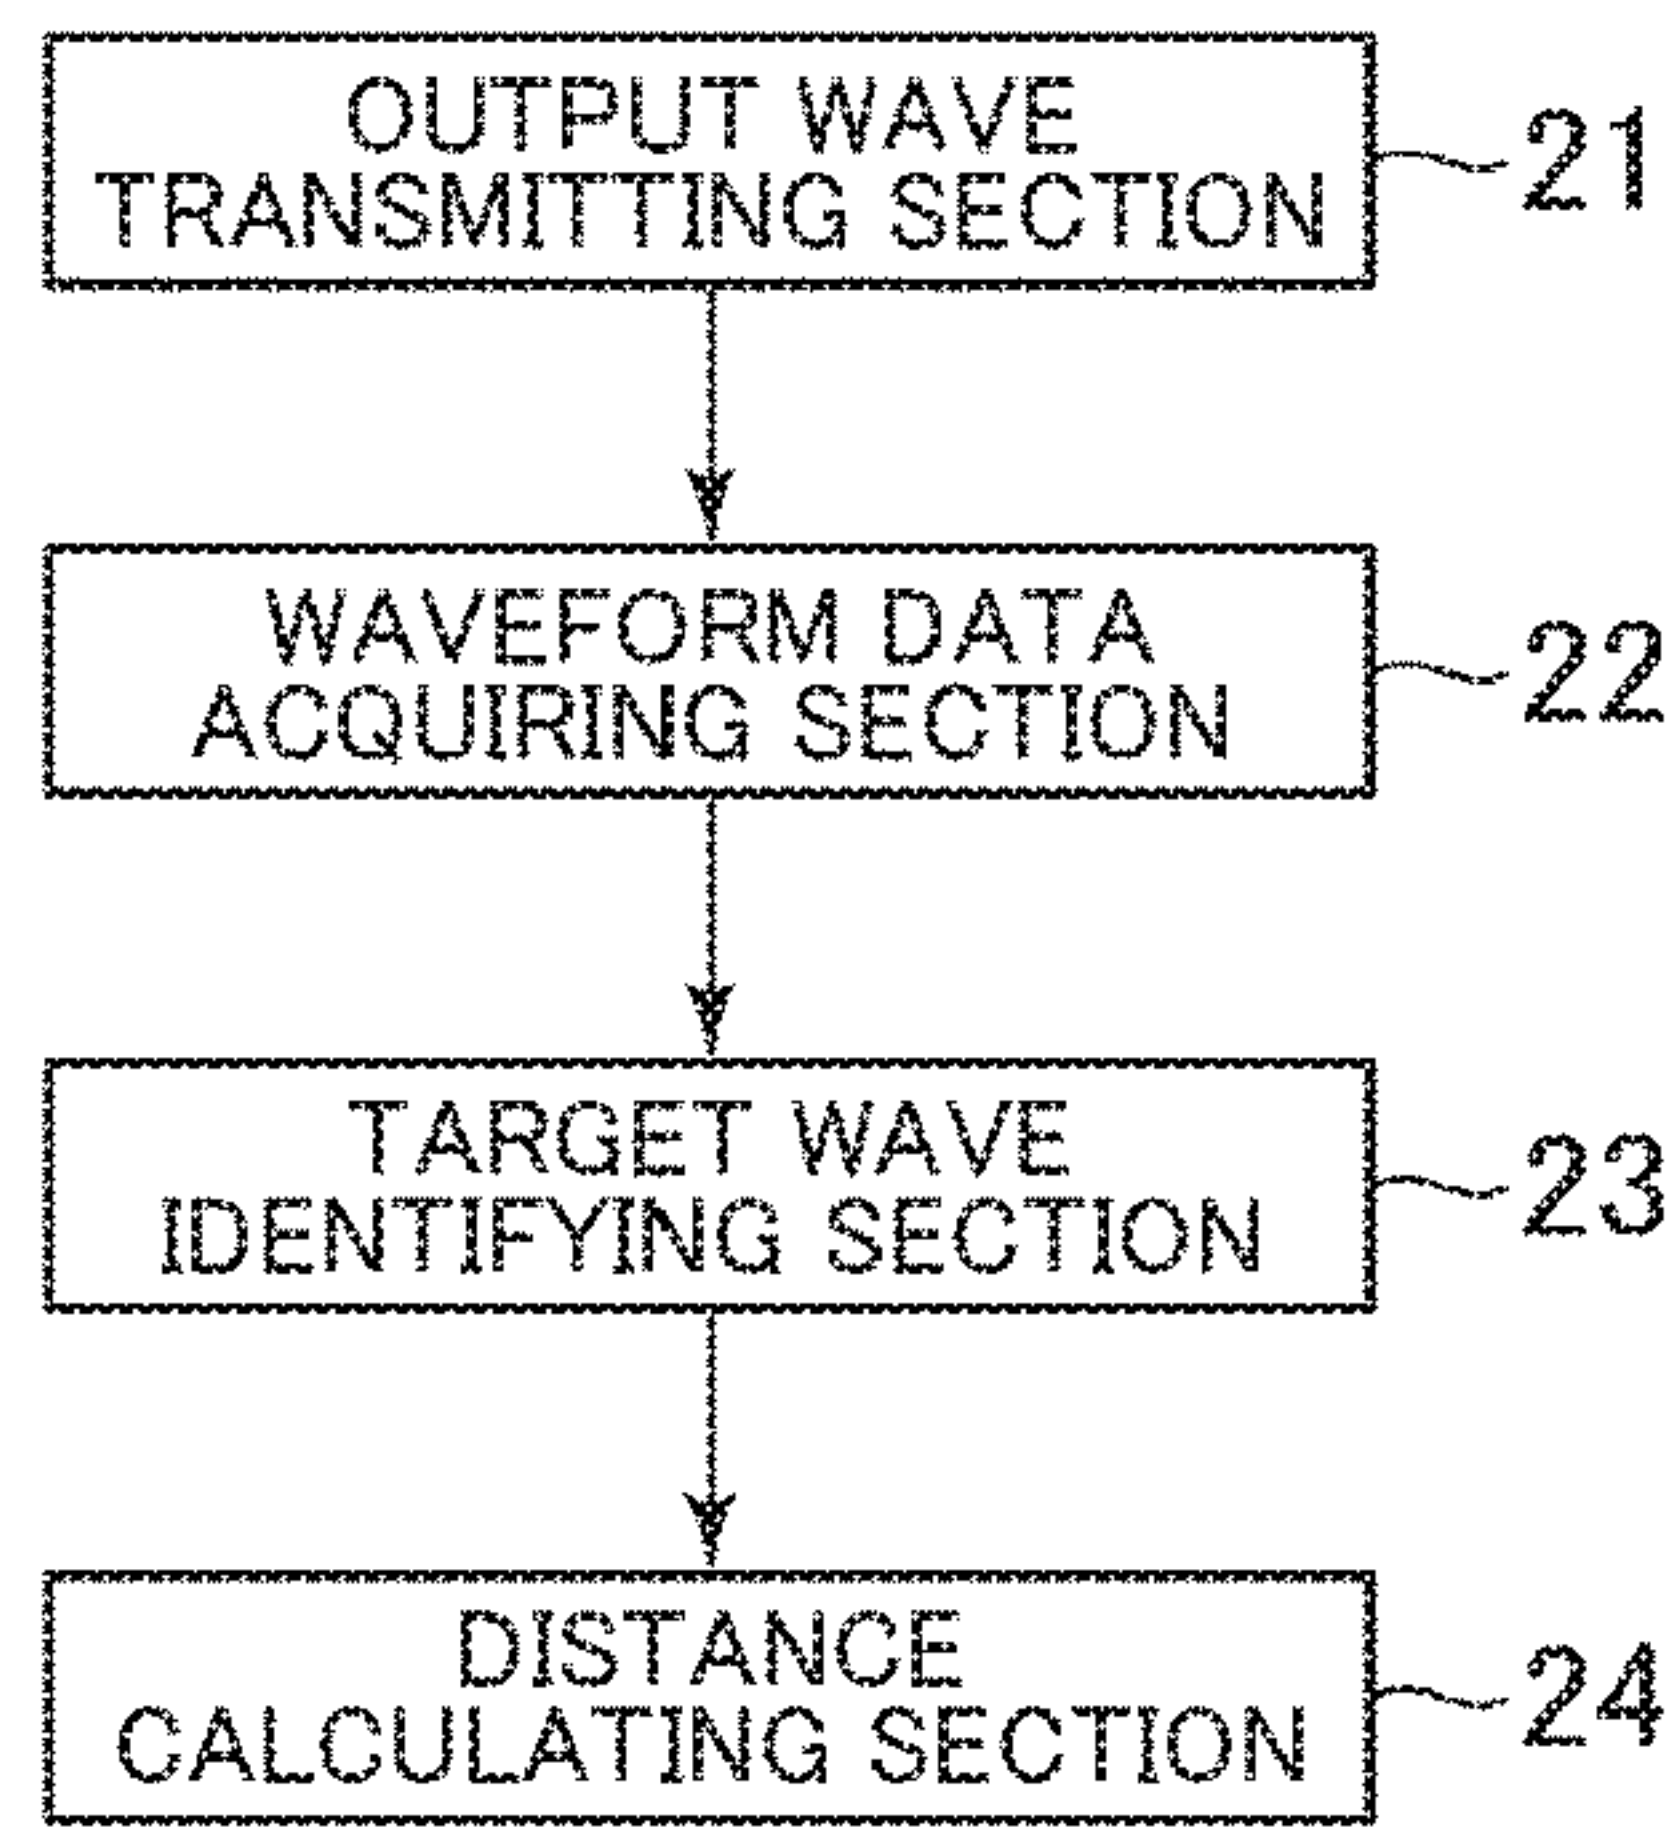 OUTPUT WAVE
TRANSMITTING SECTION
21
WAVEFORM DATA
ACQUIRING SECTION
22
TARGET WAVE
IDENTIFYING SECTION
23
DISTANCE
CALCULATING SECTION
24